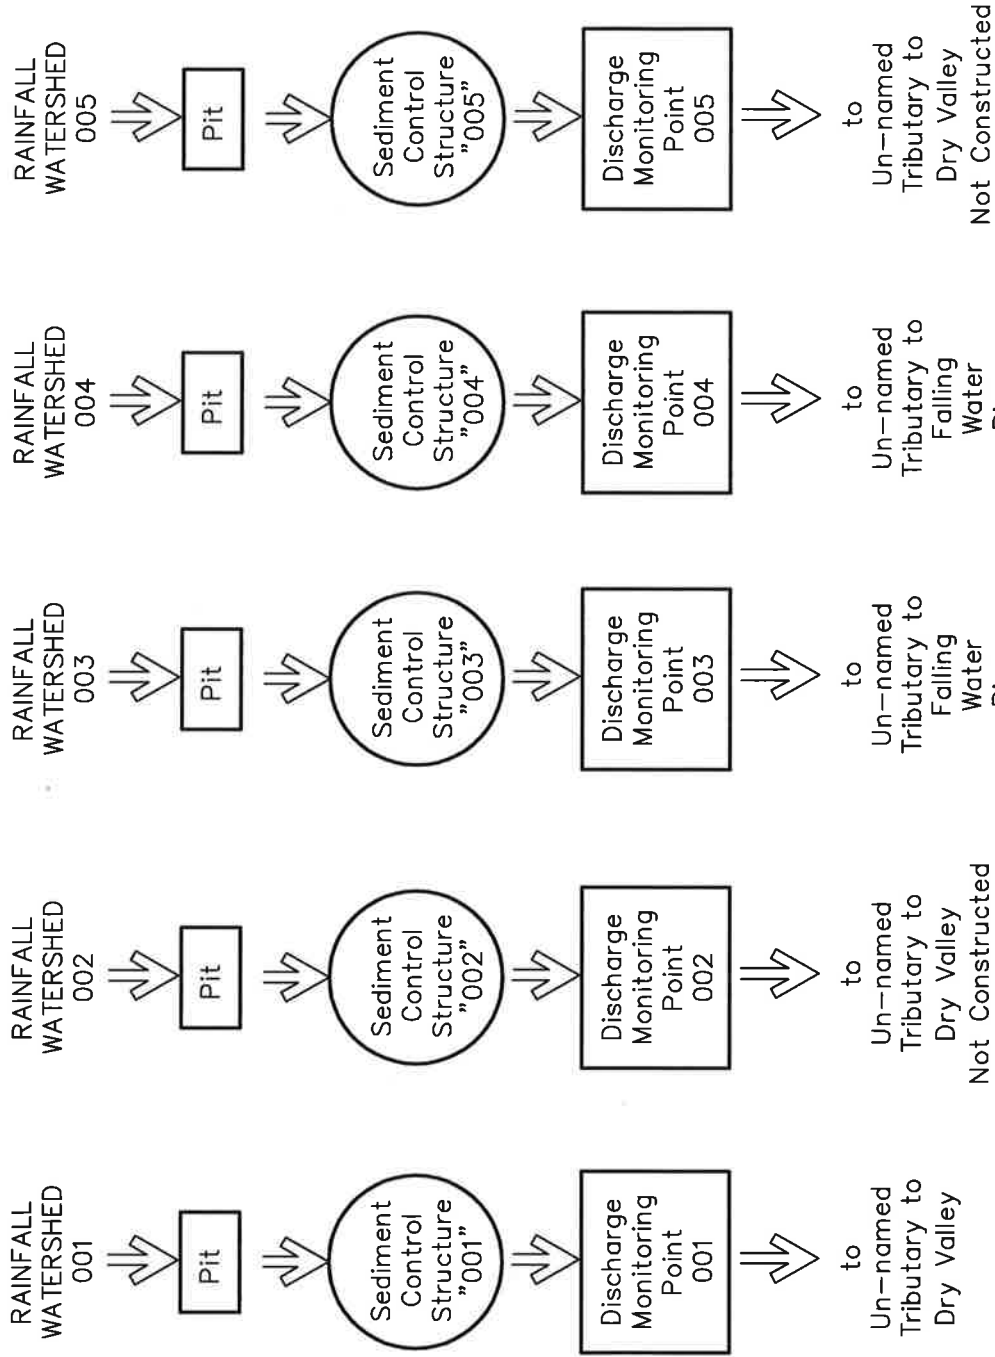 RAINFALL
WATERSHED
001
Pit
Sediment
Control
Structure
"001"
Discharge
Monitoring
Point
001
to
Un-named
Tributary to
Dry Valley
RAINFALL
WATERSHED
002
Pit
Sediment
Control
Structure
"002"
Discharge
Monitoring
Point
002
to
Un-named
Tributary to
Dry Valley
Not Constructed
RAINFALL
WATERSHED
003
Pit
Sediment
Control
Structure
"003"
Discharge
Monitoring
Point
003
to
Un-named
Tributary to
Falling
Water
RAINFALL
WATERSHED
004
Pit
Sediment
Control
Structure
"004"
Discharge
Monitoring
Point
004
to
Un-named
Tributary to
Falling
Water
RAINFALL
WATERSHED
005
Pit
Sediment
Control
Structure
"005"
Discharge
Monitoring
Point
005
to
Un-named
Tributary to
Dry Valley
Not Constructed